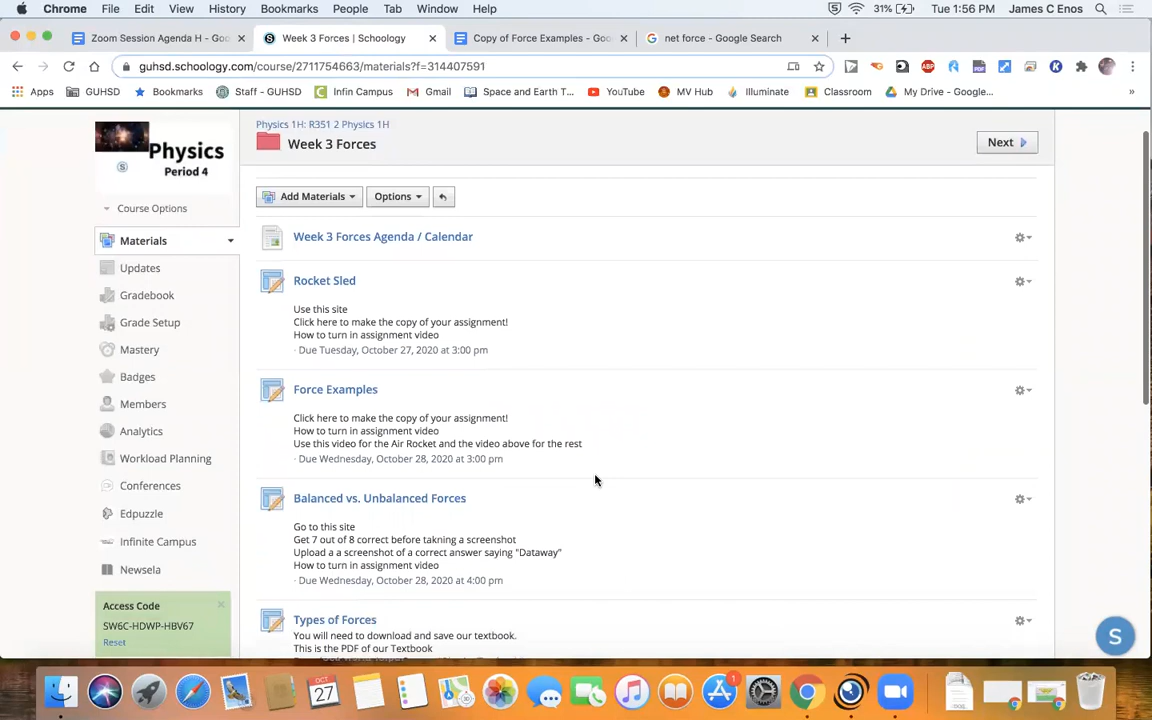 Chrome File Edit View History Bookmarks People Tab Window Help 31% Tue 1:56 PM James C Enos
Zoom Session Agenda H - Goo Week 3 Forces | Schoology Copy of Force Examples - Goo net force - Google Search
guhsd.schoology.com/course/2711754663/materials?f=314407591
Apps GUHSD Bookmarks Staff - GUHSD Infin Campus Gmail Space and Earth T... YouTube MV Hub Illuminate Classroom My Drive - Google... »
Physics
Period 4
Course Options
Materials
Updates
Gradebook
Grade Setup
Mastery
Badges
Members
Analytics
Workload Planning
Conferences
Edpuzzle
Infinite Campus
Newsela
Access Code
SW6C-HDWP-HBV67
Reset
Physics 1H: R351 2 Physics 1H
Week 3 Forces
Next
Add Materials Options
Week 3 Forces Agenda / Calendar
Rocket Sled
Use this site
Click here to make the copy of your assignment!
How to turn in assignment video
· Due Tuesday, October 27, 2020 at 3:00 pm
Force Examples
Click here to make the copy of your assignment!
How to turn in assignment video
Use this video for the Air Rocket and the video above for the rest
· Due Wednesday, October 28, 2020 at 3:00 pm
Balanced vs. Unbalanced Forces
Go to this site
Get 7 out of 8 correct before takning a screenshot
Upload a a screenshot of a correct answer saying "Dataway"
How to turn in assignment video
· Due Wednesday, October 28, 2020 at 4:00 pm
Types of Forces
You will need to download and save our textbook.
This is the PDF of our Textbook
S
OCT
27
1